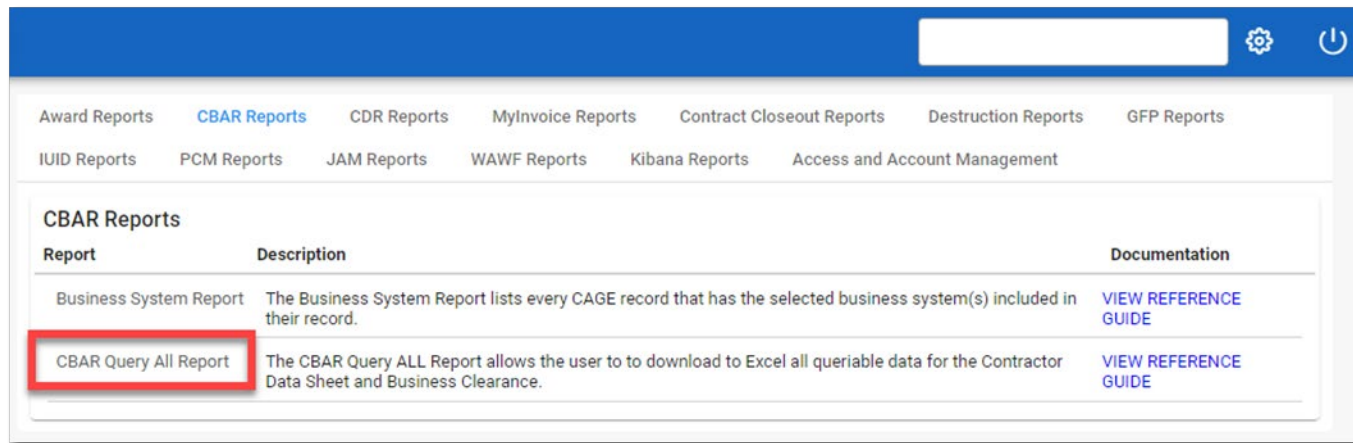 Award Reports CBAR Reports CDR Reports MyInvoice Reports Contract Closeout Reports Destruction Reports GFP Reports
IUID Reports PCM Reports JAM Reports WAWF Reports Kibana Reports Access and Account Management
CBAR Reports
Report Description Documentation
Business System Report The Business System Report lists every CAGE record that has the selected business system(s) included in VIEW REFERENCE
their record. GUIDE
CBAR Query All Report The CBAR Query ALL Report allows the user to to download to Excel all queriable data for the Contractor VIEW REFERENCE
Data Sheet and Business Clearance. GUIDE